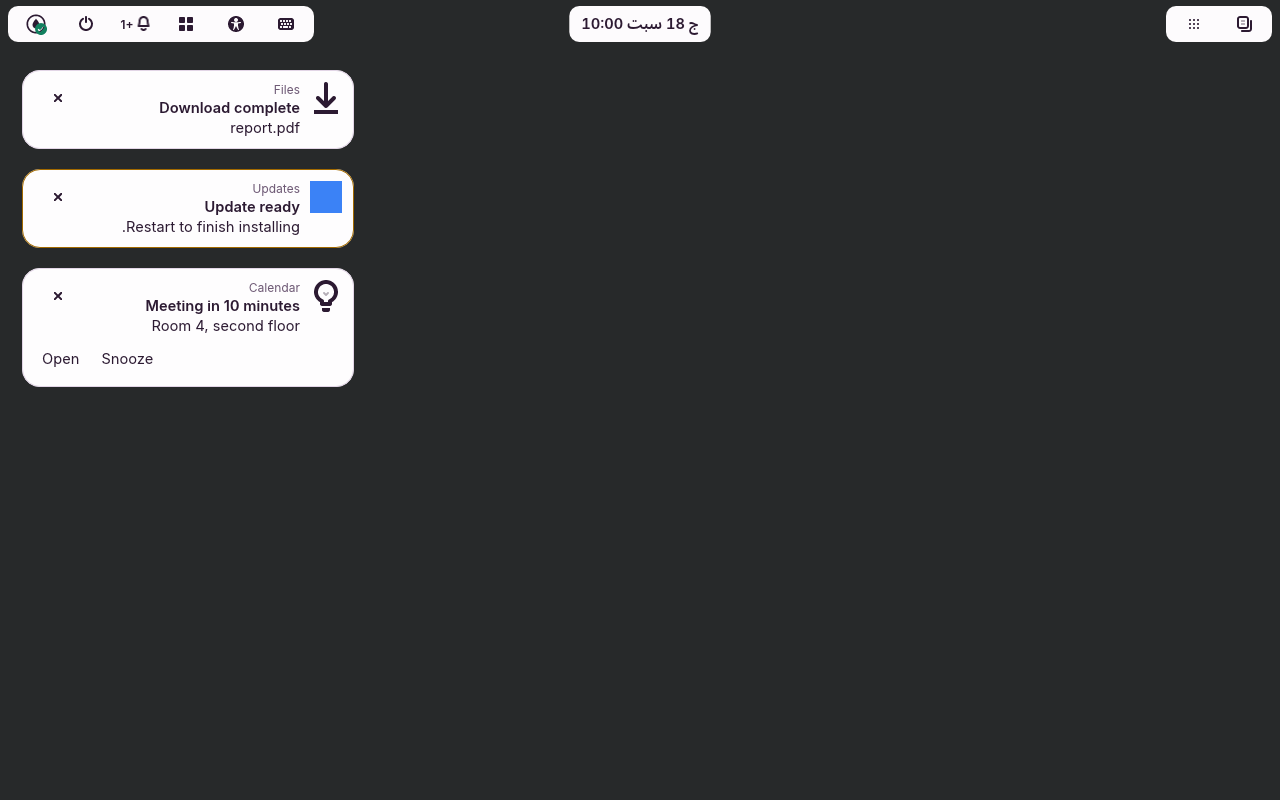 ج 18 سبت 10:00
1+
Files
Download complete
report.pdf
Updates
Update ready
.Restart to finish installing
Calendar
Meeting in 10 minutes
Room 4, second floor
Open Snooze